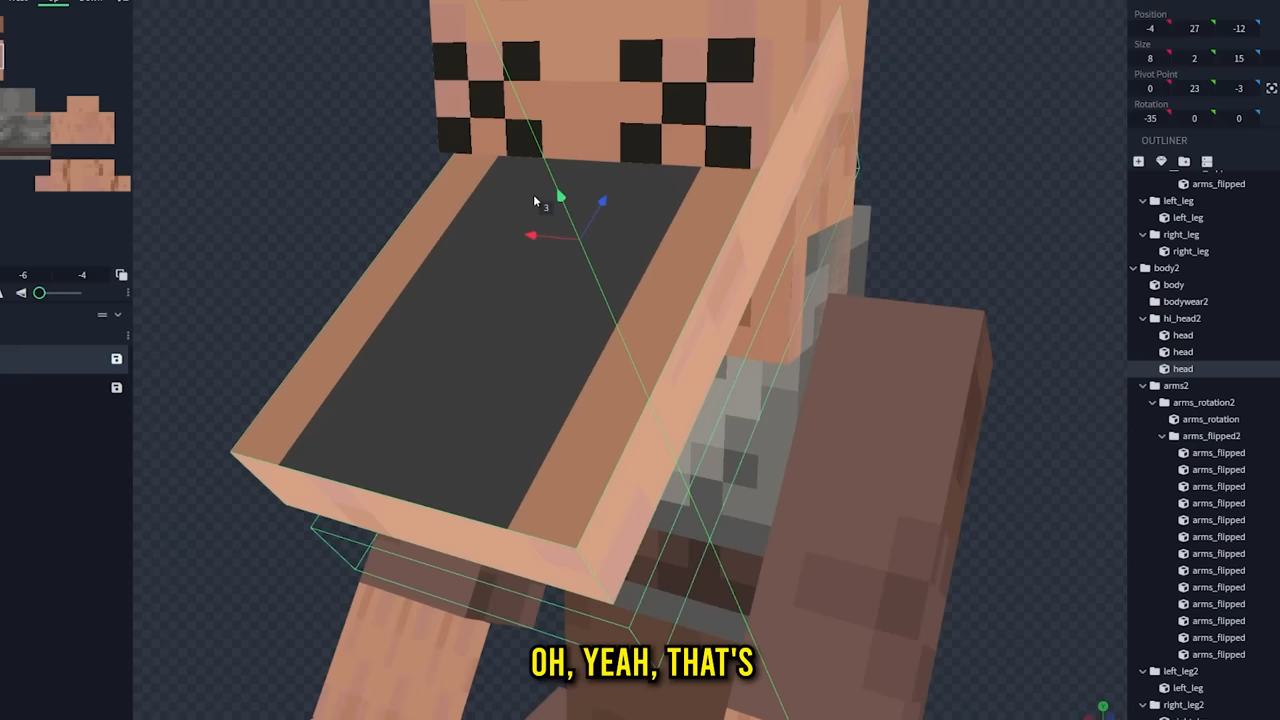 Position
-4 27 -12
Size
8 2 15
Pivot Point
0 23 -3
Rotation
-35 0 0
OUTLINER
arms_flipped
left_leg
left_leg
right_leg
right_leg
body2
body
bodywear2
hi_head2
head
head
head
arms2
arms_rotation2
arms_rotation
arms_flipped2
arms_flipped
arms_flipped
arms_flipped
arms_flipped
arms_flipped
arms_flipped
arms_flipped
arms_flipped
arms_flipped
arms_flipped
arms_flipped
arms_flipped
arms_flipped
left_leg2
left_leg
right_leg2
-6 -4
3
OH, YEAH, THAT'S